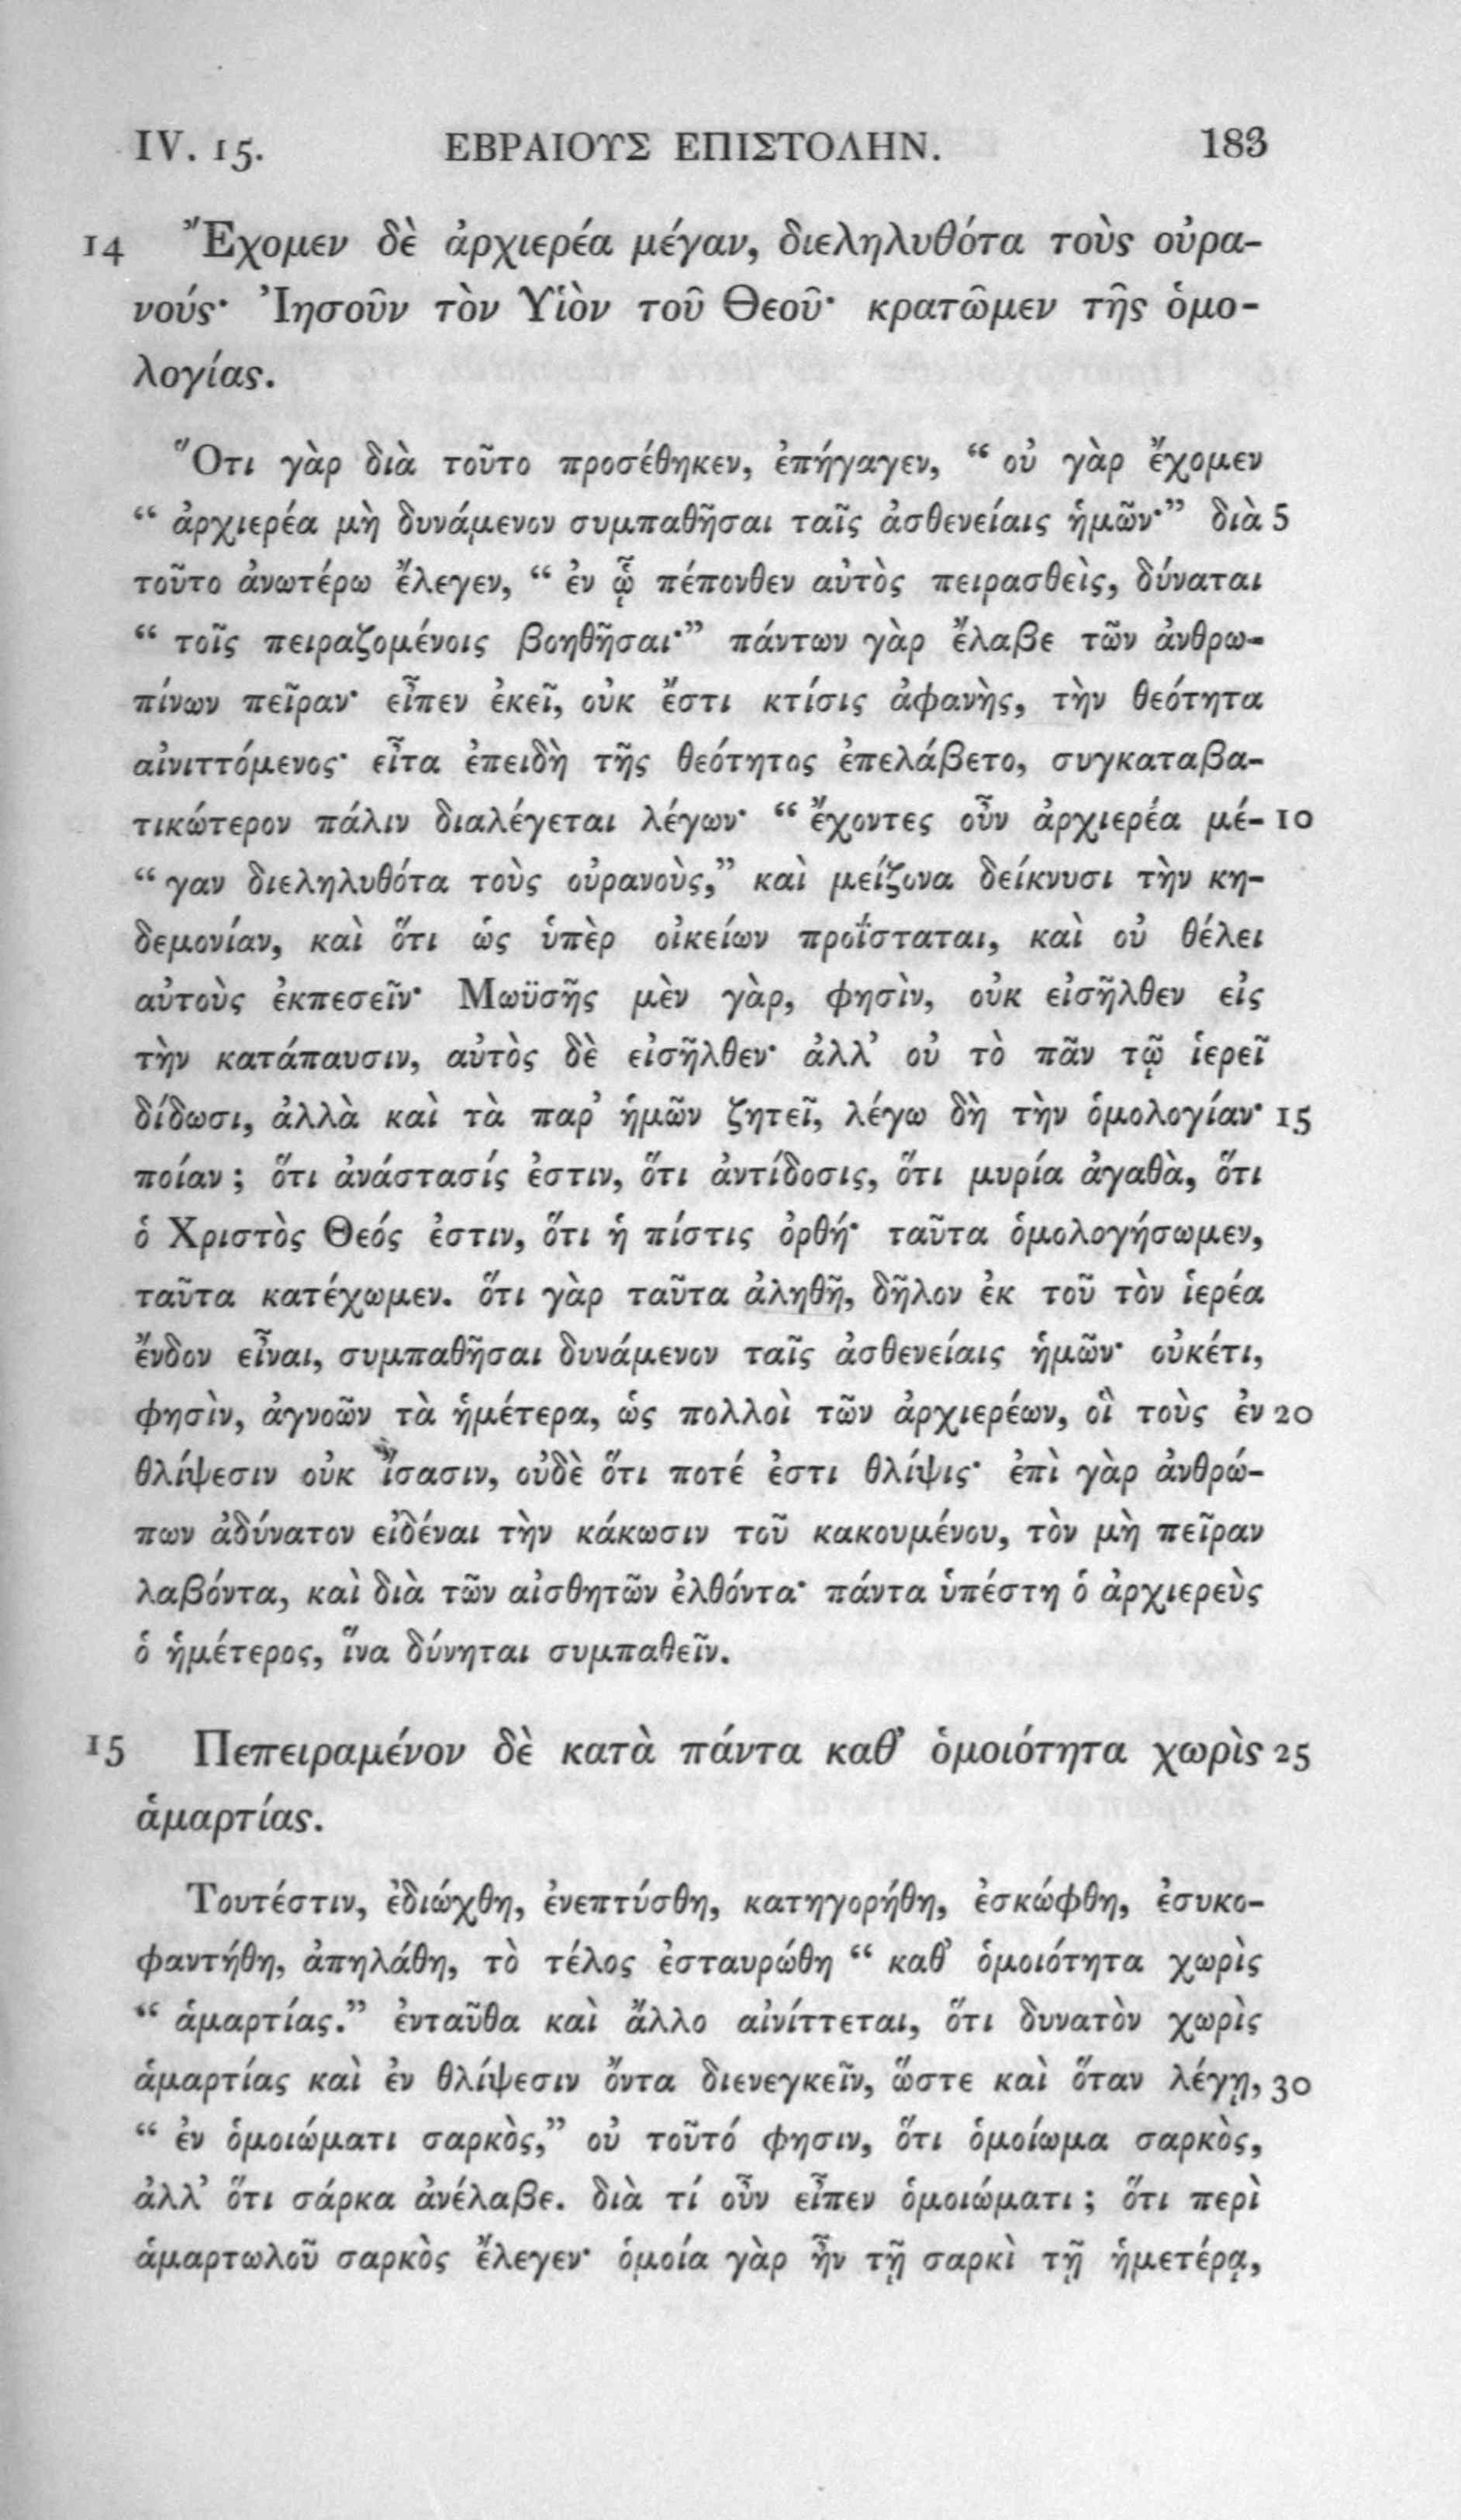 IV. 15. ΕΒΡΑΙΟΥΣ ΕΠΙΣΤΟΛΗΝ. 183
14 Ἔχομεν δὲ ἀρχιερέα μέγαν, διεληλυθότα τοὺς οὐρα-
νούς· Ἰησοῦν τὸν Υἱὸν τοῦ Θεοῦ· κρατῶμεν τῆς ὁμο-
λογίας.
Ὅτι γὰρ διὰ τοῦτο προσέθηκεν, ἐπήγαγεν, “ οὐ γὰρ ἔχομεν
“ ἀρχιερέα μὴ δυνάμενον συμπαθῆσαι ταῖς ἀσθενείαις ἡμῶν·” διὰ 5
τοῦτο ἀνωτέρω ἔλεγεν, “ ἐν ᾧ πέπονθεν αὐτὸς πειρασθεὶς, δύναται
“ τοῖς πειραζομένοις βοηθῆσαι·” πάντων γὰρ ἔλαβε τῶν ἀνθρω-
πίνων πεῖραν· εἶπεν ἐκεῖ, οὐκ ἔστι κτίσις ἀφανὴς, τὴν θεότητα
αἰνιττόμενος· εἶτα ἐπειδὴ τῆς θεότητος ἐπελάβετο, συγκαταβα-
τικώτερον πάλιν διαλέγεται λέγων· “ ἔχοντες οὖν ἀρχιερέα μέ- 10
“ γαν διεληλυθότα τοὺς οὐρανοὺς,” καὶ μείζονα δείκνυσι τὴν κη-
δεμονίαν, καὶ ὅτι ὡς ὑπὲρ οἰκείων προΐσταται, καὶ οὐ θέλει
αὐτοὺς ἐκπεσεῖν· Μωϋσῆς μὲν γὰρ, φησὶν, οὐκ εἰσῆλθεν εἰς
τὴν κατάπαυσιν, αὐτὸς δὲ εἰσῆλθεν· ἀλλ’ οὐ τὸ πᾶν τῷ ἱερεῖ
δίδωσι, ἀλλὰ καὶ τὰ παρ’ ἡμῶν ζητεῖ, λέγω δὴ τὴν ὁμολογίαν· 15
ποίαν ; ὅτι ἀνάστασίς ἐστιν, ὅτι ἀντίδοσις, ὅτι μυρία ἀγαθὰ, ὅτι
ὁ Χριστὸς Θεός ἐστιν, ὅτι ἡ πίστις ὀρθή· ταῦτα ὁμολογήσωμεν,
ταῦτα κατέχωμεν. ὅτι γὰρ ταῦτα ἀληθῆ, δῆλον ἐκ τοῦ τὸν ἱερέα
ἔνδον εἶναι, συμπαθῆσαι δυνάμενον ταῖς ἀσθενείαις ἡμῶν· οὐκέτι,
φησὶν, ἀγνοῶν τὰ ἡμέτερα, ὡς πολλοὶ τῶν ἀρχιερέων, οἳ τοὺς ἐν 20
θλίψεσιν οὐκ ἴσασιν, οὐδὲ ὅτι ποτέ ἐστι θλίψις· ἐπὶ γὰρ ἀνθρώ-
πων ἀδύνατον εἰδέναι τὴν κάκωσιν τοῦ κακουμένου, τὸν μὴ πεῖραν
λαβόντα, καὶ διὰ τῶν αἰσθητῶν ἐλθόντα· πάντα ὑπέστη ὁ ἀρχιερεὺς
ὁ ἡμέτερος, ἵνα δύνηται συμπαθεῖν.
15 Πεπειραμένον δὲ κατὰ πάντα καθ’ ὁμοιότητα χωρὶς 25
ἁμαρτίας.
Τουτέστιν, ἐδιώχθη, ἐνεπτύσθη, κατηγορήθη, ἐσκώφθη, ἐσυκο-
φαντήθη, ἀπηλάθη, τὸ τέλος ἐσταυρώθη “ καθ’ ὁμοιότητα χωρὶς
“ ἁμαρτίας.” ἐνταῦθα καὶ ἄλλο αἰνίττεται, ὅτι δυνατὸν χωρὶς
ἁμαρτίας καὶ ἐν θλίψεσιν ὄντα διενεγκεῖν, ὥστε καὶ ὅταν λέγῃ, 30
“ ἐν ὁμοιώματι σαρκὸς,” οὐ τοῦτό φησιν, ὅτι ὁμοίωμα σαρκὸς,
ἀλλ’ ὅτι σάρκα ἀνέλαβε. διὰ τί οὖν εἶπεν ὁμοιώματι ; ὅτι περὶ
ἁμαρτωλοῦ σαρκὸς ἔλεγεν· ὁμοία γὰρ ἦν τῇ σαρκὶ τῇ ἡμετέρᾳ,